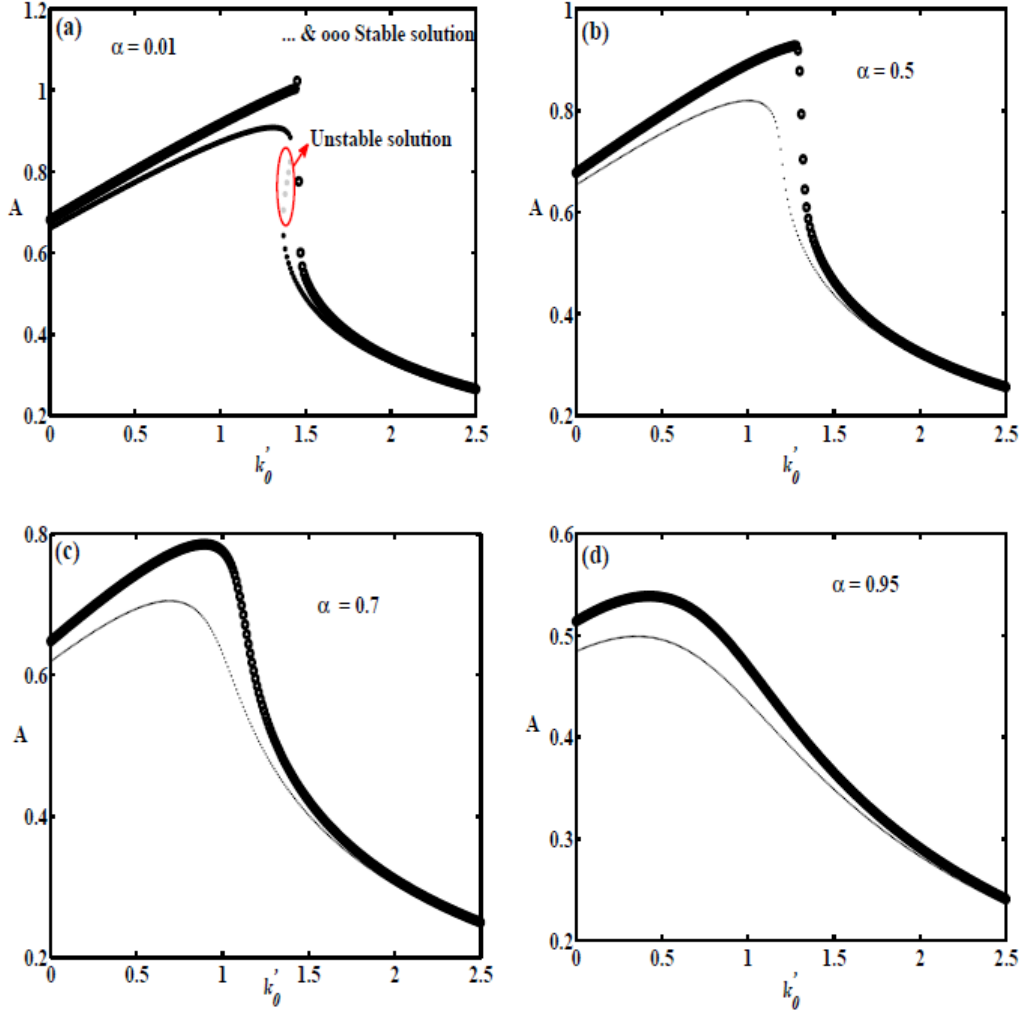 (a)
α = 0.01
... & ooo Stable solution
Unstable solution
1.2
1
0.8
0.6
0.4
0.2
A
0
0.5
1
1.5
2
2.5
k₀'
(b)
α = 0.5
1
0.8
0.6
0.4
0.2
A
0
0.5
1
1.5
2
2.5
k₀'
(c)
α = 0.7
0.8
0.6
0.4
0.2
A
0
0.5
1
1.5
2
2.5
k₀'
(d)
α = 0.95
0.6
0.5
0.4
0.3
0.2
A
0
0.5
1
1.5
2
2.5
k₀'